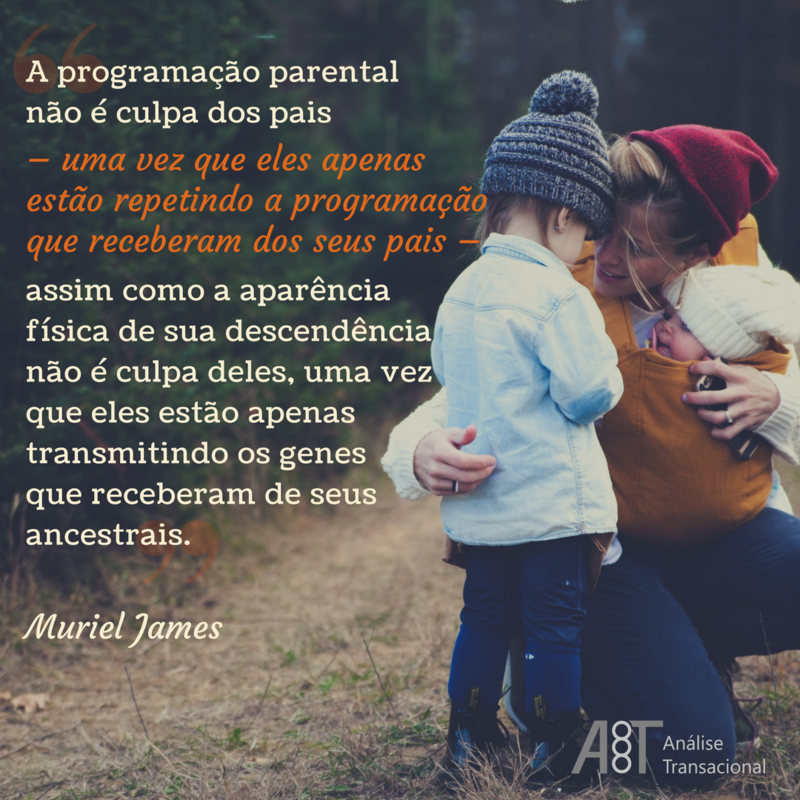 A programação parental
não é culpa dos pais
– uma vez que eles apenas
estão repetindo a programação
que receberam dos seus pais –
assim como a aparência
física de sua descendência
não é culpa deles, uma vez
que eles estão apenas
transmitindo os genes
que receberam de seus
ancestrais.
Muriel James
A8T Análise
Transacional